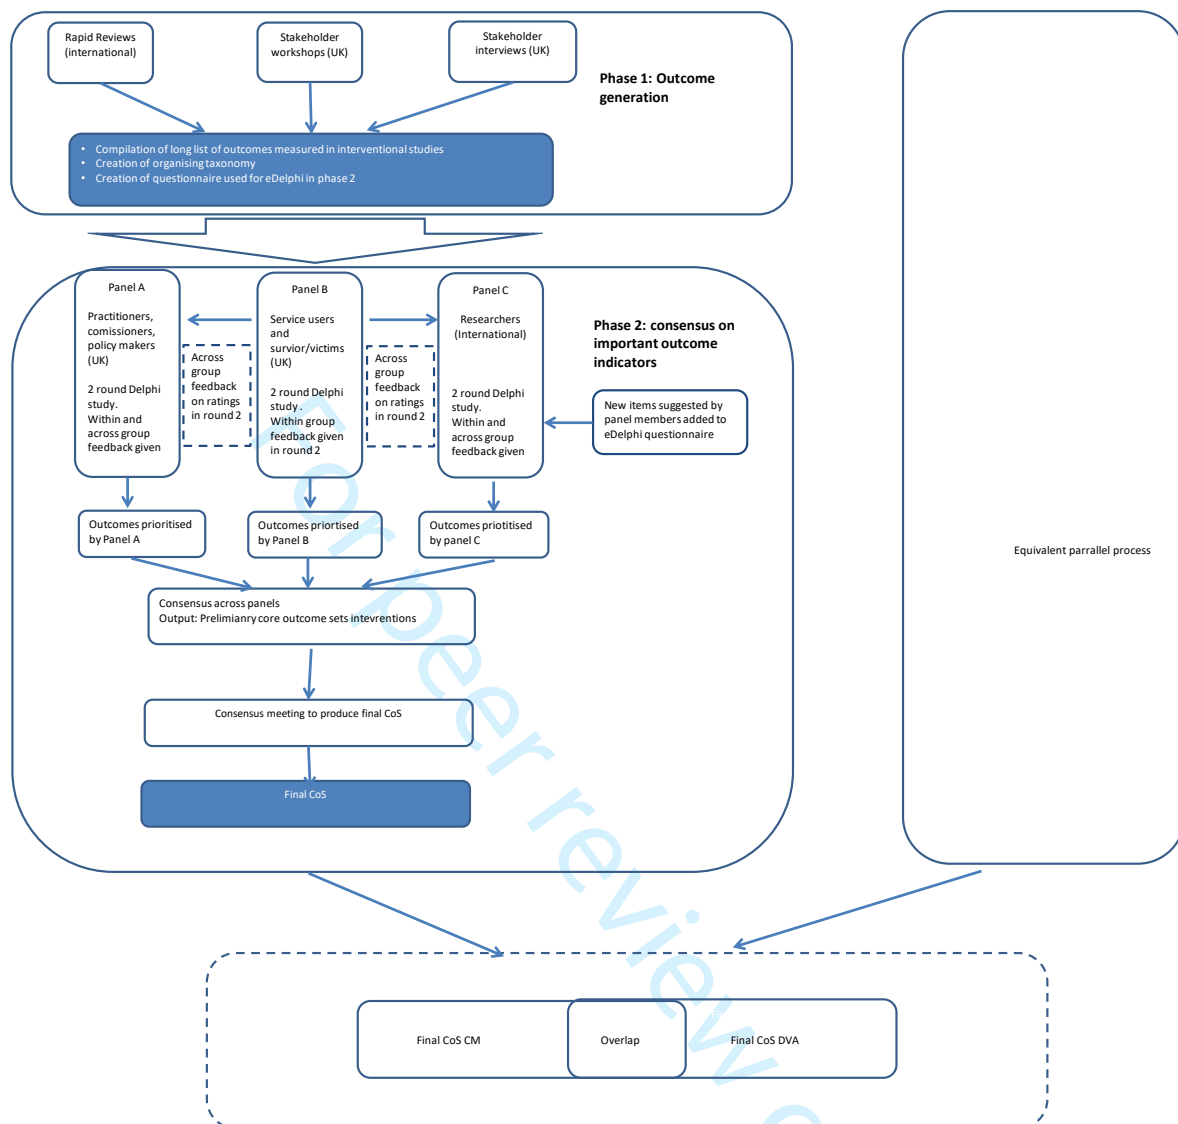 Rapid Reviews
(international)
Stakeholder
workshops (UK)
Stakeholder
interviews (UK)
Phase 1: Outcome
generation
• Compilation of long list of outcomes measured in interventional studies
• Creation of organising taxonomy
• Creation of questionnaire used for eDelphi in phase 2
Panel A
Practitioners,
comissioners,
policy makers
(UK)
2 round Delphi
study.
Within and
across group
feedback given
Across
group
feedback
on ratings
in round 2
Panel B
Service users
and
survior/victims
(UK)
2 round Delphi
study .
Within group
feedback given
in round 2
Across
group
feedback
on ratings
in round 2
Panel C
Researchers
(International)
2 round Delphi
study.
Within and
across group
feedback given
Phase 2: consensus on
important outcome
indicators
New items suggested by
panel members added to
eDelphi questionnaire
Outcomes prioritised
by Panel A
Outcomes priortised
by Panel B
Outcomes priotitised
by panel C
Consensus across panels
Output: Prelimianry core outcome sets intevrentions
Consensus meeting to produce final CoS
Final CoS
Equivalent parrallel process
Final CoS CM
Overlap
Final CoS DVA
For peer review